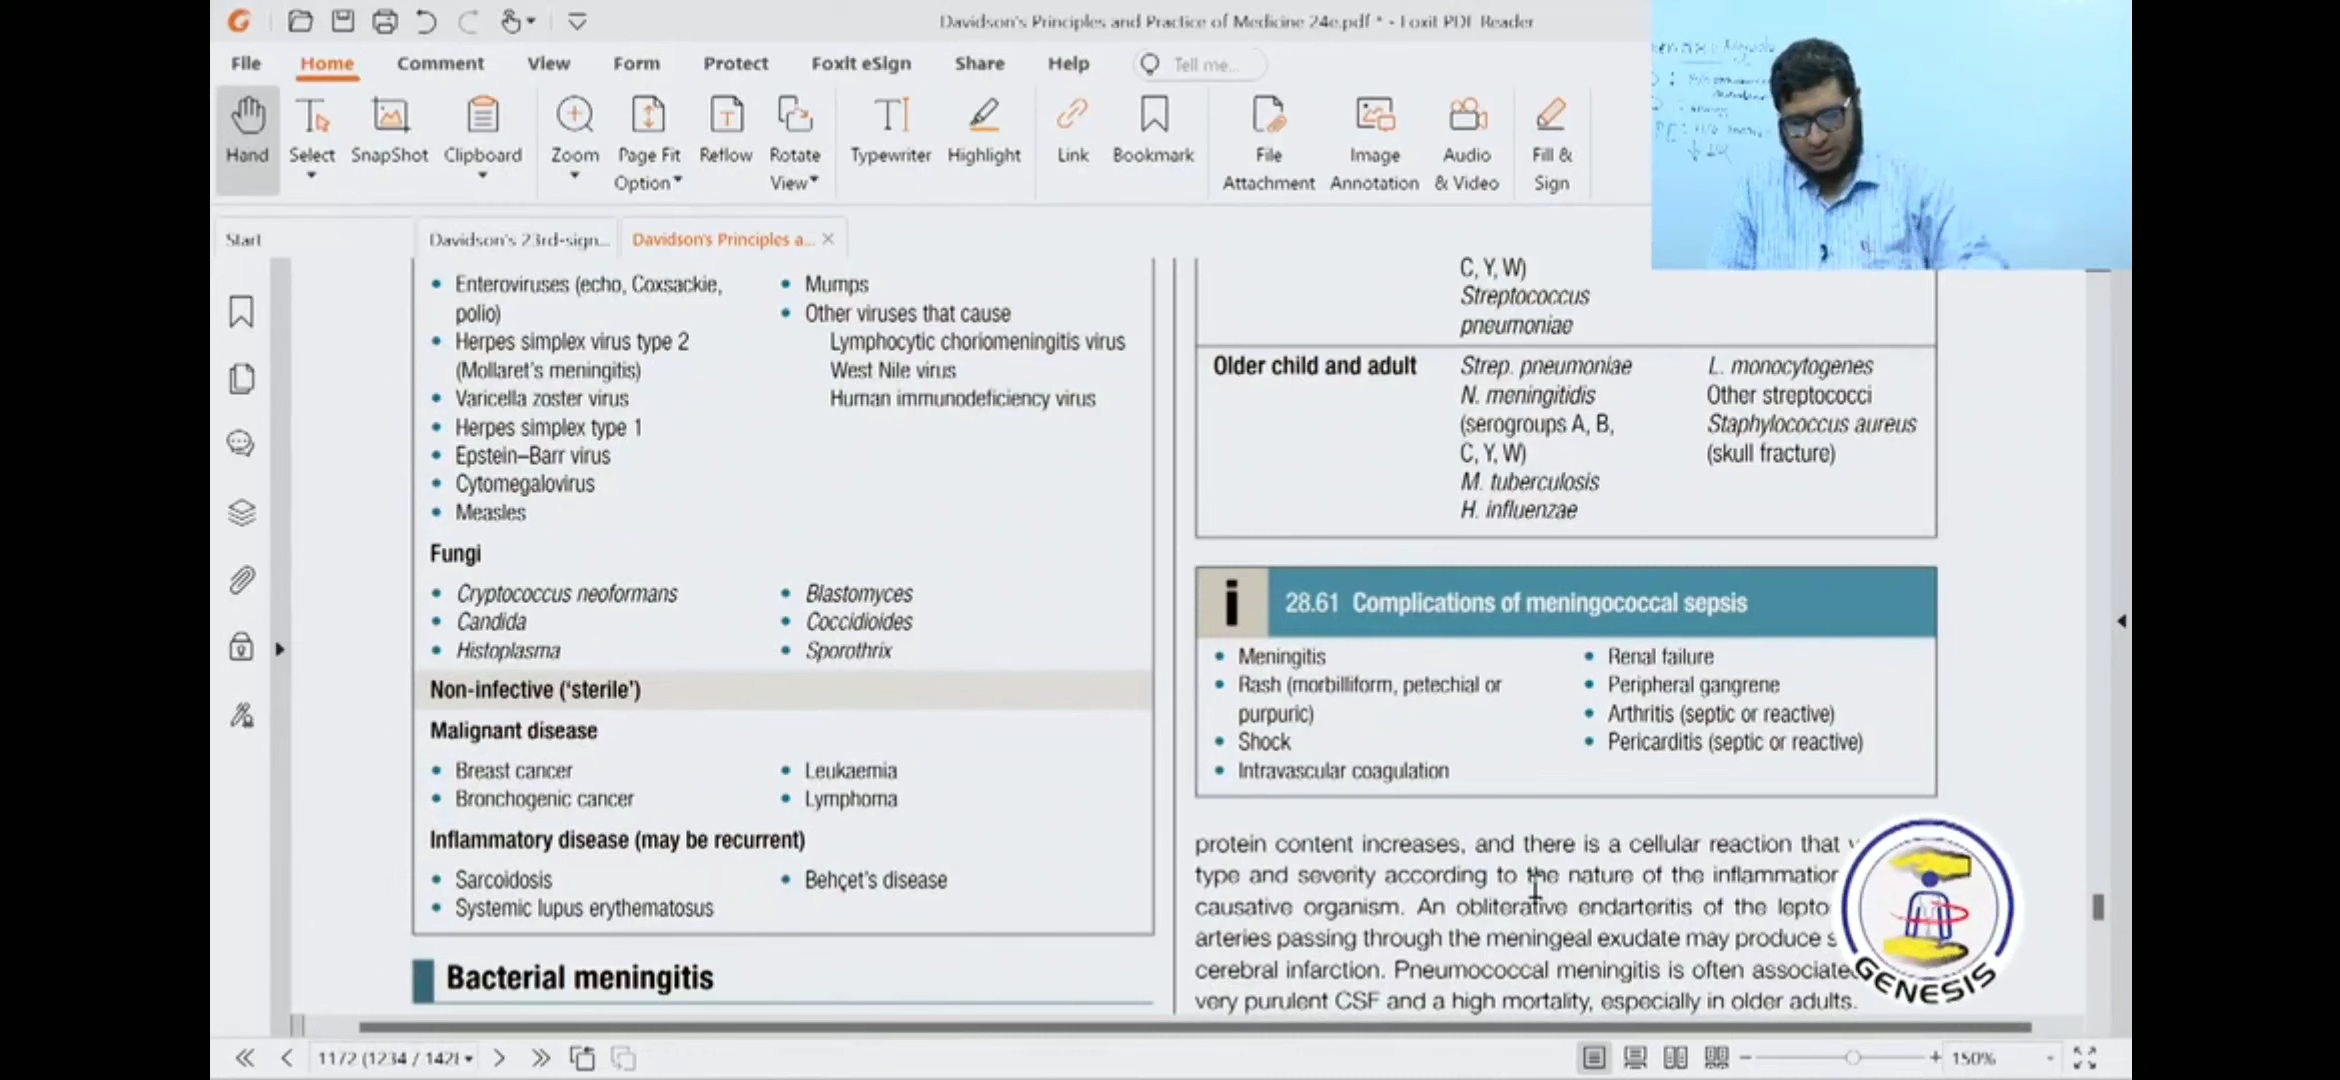 Davidson's Principles and Practice of Medicine 24e.pdf * - Foxit PDF Reader
File Home Comment View Form Protect Foxit eSign Share Help Tell me...
Hand Select SnapShot Clipboard Zoom Page Fit Option Reflow Rotate View Typewriter Highlight Link Bookmark File Attachment Image Annotation Audio & Video Fill & Sign
Start Davidson's 23rd-sign... Davidson's Principles a...
• Enteroviruses (echo, Coxsackie,
polio)
• Herpes simplex virus type 2
(Mollaret's meningitis)
• Varicella zoster virus
• Herpes simplex type 1
• Epstein–Barr virus
• Cytomegalovirus
• Measles
• Mumps
• Other viruses that cause
Lymphocytic choriomeningitis virus
West Nile virus
Human immunodeficiency virus
Fungi
• Cryptococcus neoformans
• Candida
• Histoplasma
• Blastomyces
• Coccidioides
• Sporothrix
Non-infective ('sterile')
Malignant disease
• Breast cancer
• Bronchogenic cancer
• Leukaemia
• Lymphoma
Inflammatory disease (may be recurrent)
• Sarcoidosis
• Systemic lupus erythematosus
• Behçet's disease
Bacterial meningitis
C, Y, W)
Streptococcus
pneumoniae
Older child and adult
Strep. pneumoniae
N. meningitidis
(serogroups A, B,
C, Y, W)
M. tuberculosis
H. influenzae
L. monocytogenes
Other streptococci
Staphylococcus aureus
(skull fracture)
i 28.61 Complications of meningococcal sepsis
• Meningitis
• Rash (morbilliform, petechial or
purpuric)
• Shock
• Intravascular coagulation
• Renal failure
• Peripheral gangrene
• Arthritis (septic or reactive)
• Pericarditis (septic or reactive)
protein content increases, and there is a cellular reaction that
type and severity according to the nature of the inflammation
causative organism. An obliterative endarteritis of the lepto
arteries passing through the meningeal exudate may produce s
cerebral infarction. Pneumococcal meningitis is often associate
very purulent CSF and a high mortality, especially in older adults.
GENESIS
1172 (1234 / 142
150%